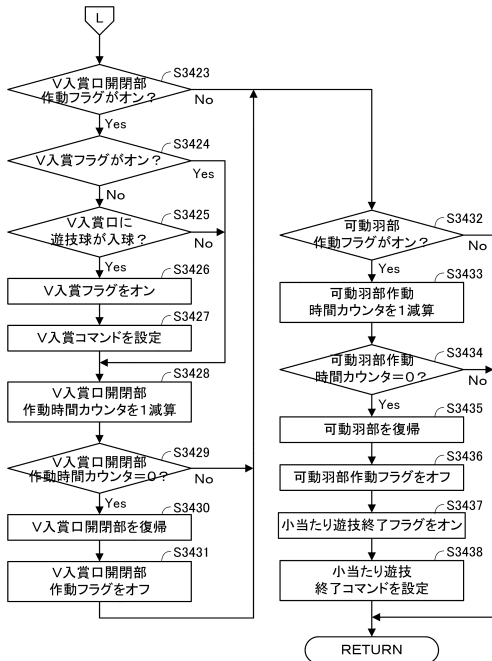 L
S3423
V入賞口開閉部
作動フラグがオン？
No
Yes
S3424
V入賞フラグがオン？
Yes
No
S3425
V入賞口に
遊技球が入球？
No
Yes
S3426
V入賞フラグをオン
S3427
V入賞コマンドを設定
S3428
V入賞口開閉部
作動時間カウンタを1減算
S3429
V入賞口開閉部
作動時間カウンタ=0？
No
Yes
S3430
V入賞口開閉部を復帰
S3431
V入賞口開閉部
作動フラグをオフ
S3432
可動羽部
作動フラグがオン？
No
Yes
S3433
可動羽部作動
時間カウンタを1減算
S3434
可動羽部作動
時間カウンタ=0？
No
Yes
S3435
可動羽部を復帰
S3436
可動羽部作動フラグをオフ
S3437
小当たり遊技終了フラグをオン
S3438
小当たり遊技
終了コマンドを設定
RETURN